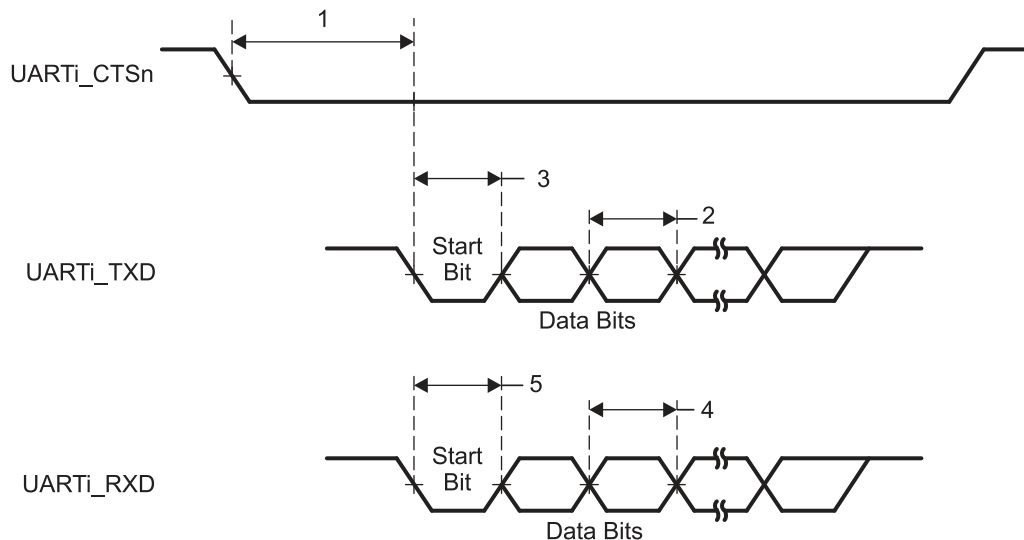 1
UARTi_CTSn
3
2
Start
Bit
UARTi_TXD
Data Bits
5
4
Start
Bit
UARTi_RXD
Data Bits